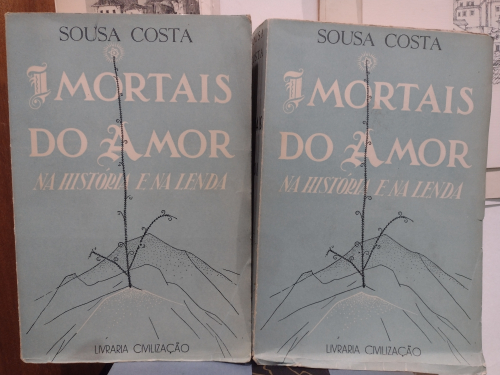 SOUSA COSTA
IMORTAIS
DO AMOR
NA HISTÓRIA E NA LENDA
LIVRARIA CIVILIZAÇÃO
SOUSA COSTA
IMORTAIS
DO AMOR
NA HISTÓRIA E NA LENDA
LIVRARIA CIVILIZAÇÃO